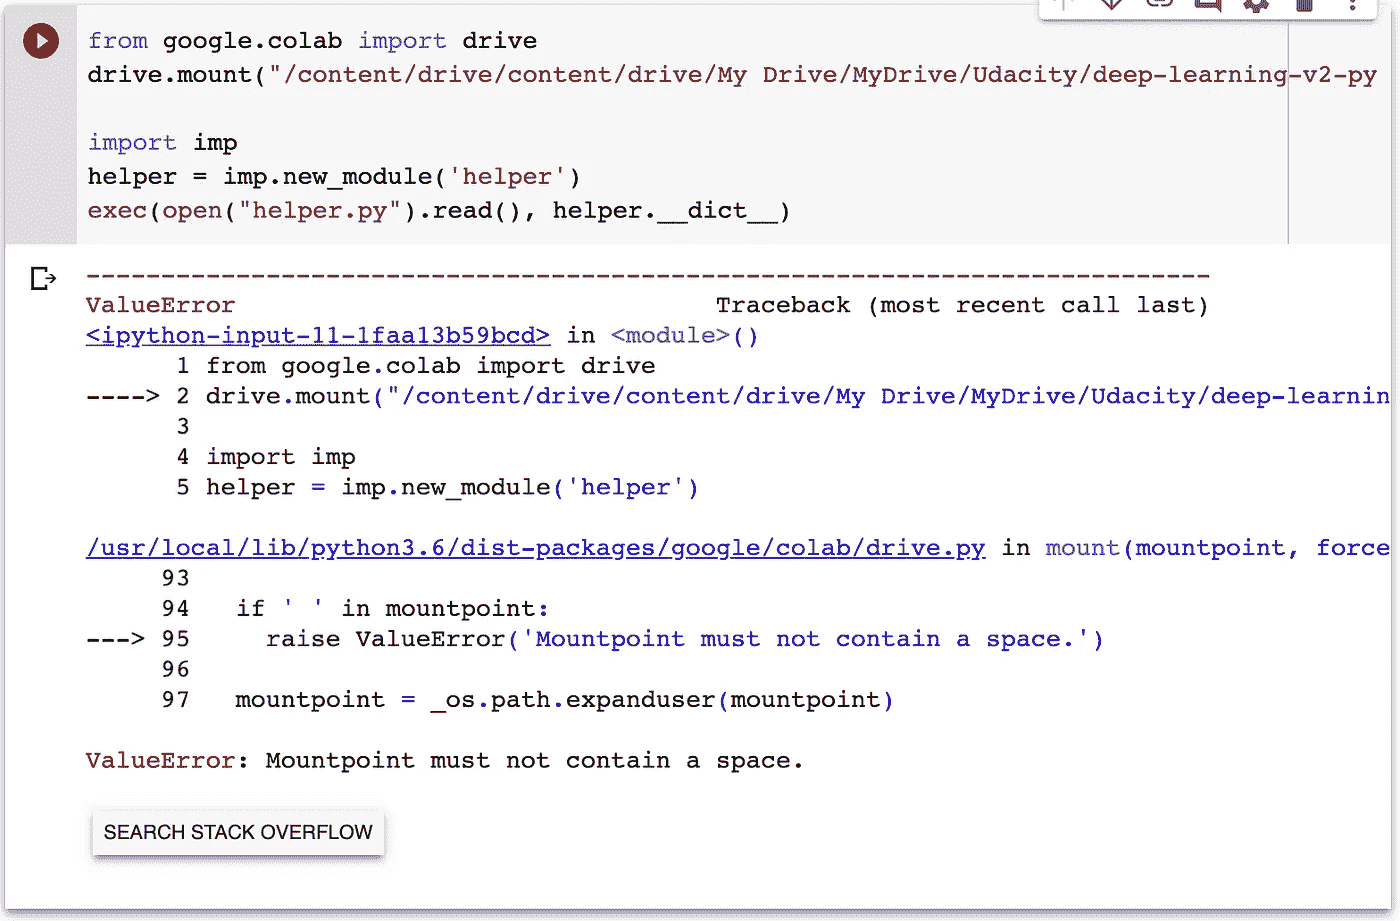 from google.colab import drive
drive.mount("/content/drive/content/drive/My Drive/MyDrive/Udacity/deep-learning-v2-py
import imp
helper = imp.new_module('helper')
exec(open("helper.py").read(), helper.__dict__)
---------------------------------------------------------------------------
ValueError                                Traceback (most recent call last)
<ipython-input-11-1faa13b59bcd> in <module>()
      1 from google.colab import drive
----> 2 drive.mount("/content/drive/content/drive/My Drive/MyDrive/Udacity/deep-learnin
      3
      4 import imp
      5 helper = imp.new_module('helper')
/usr/local/lib/python3.6/dist-packages/google/colab/drive.py in mount(mountpoint, force
     93
     94   if ' ' in mountpoint:
---> 95     raise ValueError('Mountpoint must not contain a space.')
     96
     97   mountpoint = _os.path.expanduser(mountpoint)
ValueError: Mountpoint must not contain a space.
SEARCH STACK OVERFLOW